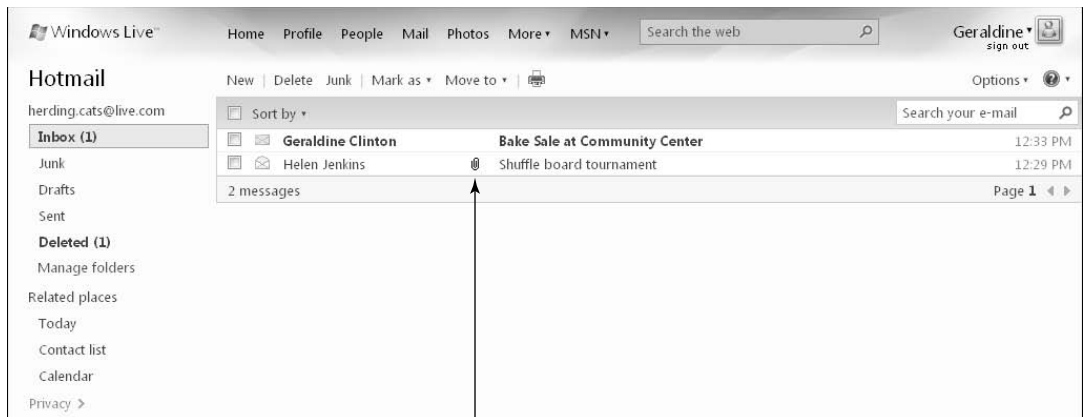 Windows Live™ Home Profile People Mail Photos More MSN Search the web Geraldine
sign out
Hotmail New | Delete Junk | Mark as Move to | Options
herding.cats@live.com Sort by Search your e-mail
Inbox (1) Geraldine Clinton Bake Sale at Community Center 12:33 PM
Junk Helen Jenkins Shuffle board tournament 12:29 PM
Drafts 2 messages Page 1
Sent
Deleted (1)
Manage folders
Related places
Today
Contact list
Calendar
Privacy >